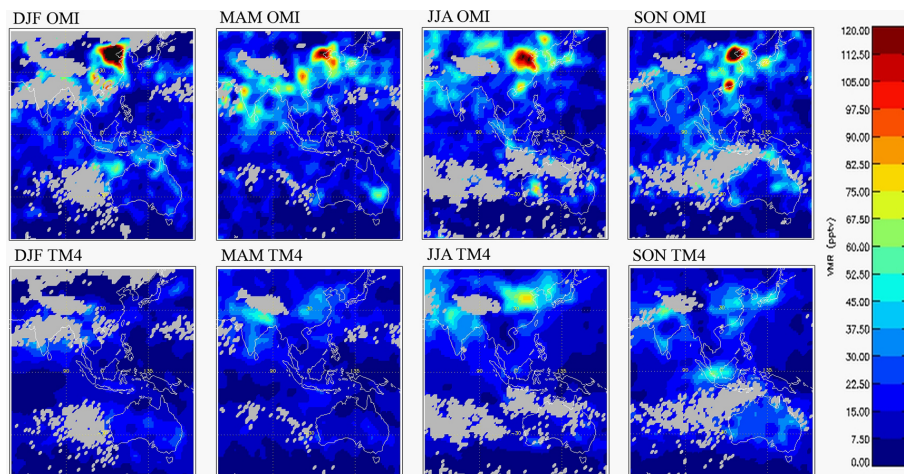 DJF OMI
MAM OMI
JJA OMI
SON OMI
DJF TM4
MAM TM4
JJA TM4
SON TM4
120.00
112.50
105.00
97.50
90.00
82.50
75.00
67.50
60.00
52.50
45.00
37.50
30.00
22.50
15.00
7.50
0.00
VMR (pptv)